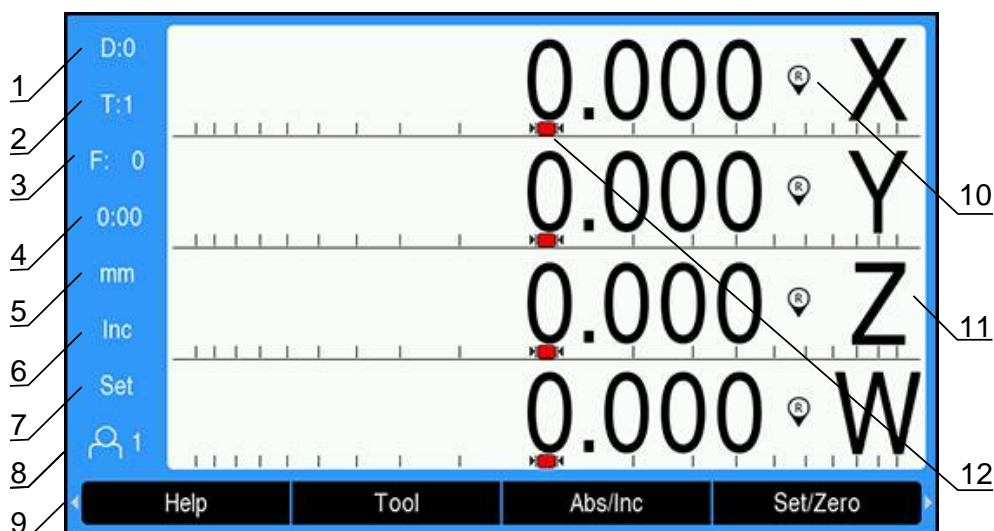 1 D:0
2 T:1
3 F: 0
4 0:00
5 mm
6 Inc
7 Set
8 1
9
0.000 R X
0.000 R Y
0.000 R Z
0.000 R W
10
11
12
Help Tool Abs/Inc Set/Zero